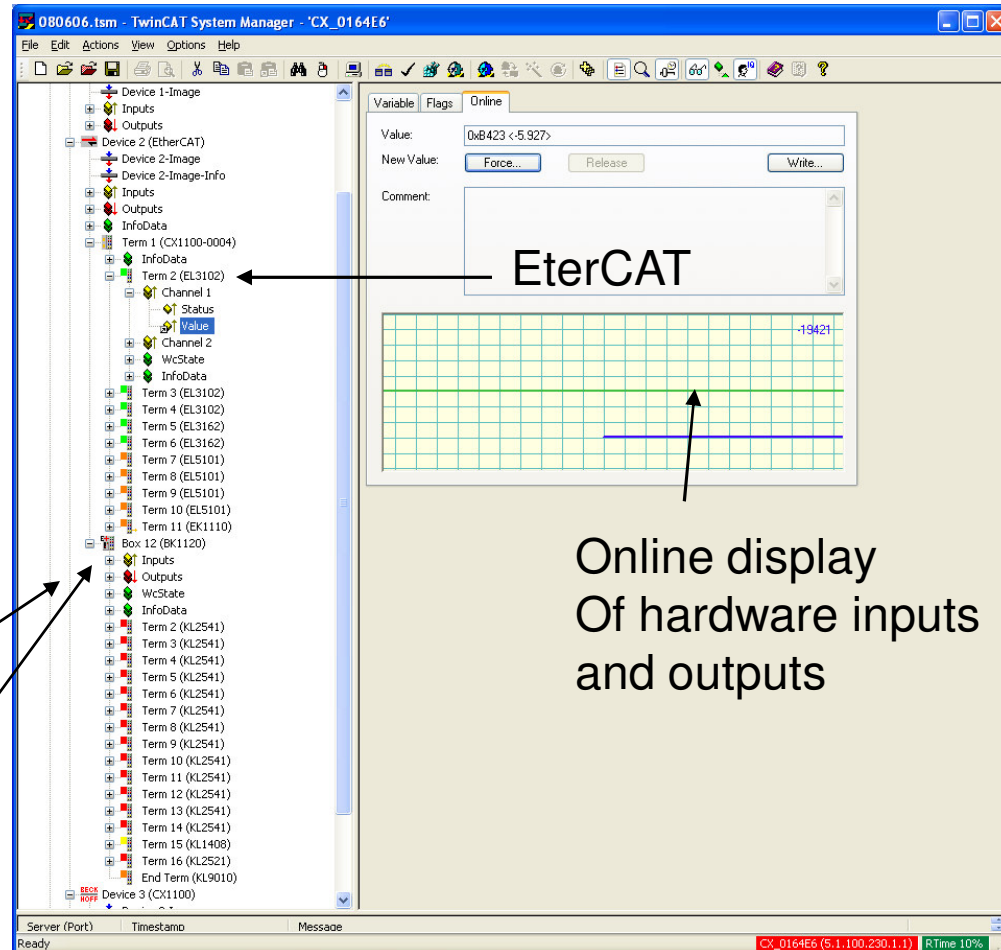 080606.tsm - TwinCAT System Manager - 'CX_0164E6'
File Edit Actions View Options Help
Device 1-Image
Inputs
Outputs
Device 2 (EtherCAT)
Device 2-Image
Device 2-Image-Info
Inputs
Outputs
InfoData
Term 1 (CX1100-0004)
InfoData
Term 2 (EL3102)
Channel 1
Status
Value
Channel 2
WcState
InfoData
Term 3 (EL3102)
Term 4 (EL3102)
Term 5 (EL3162)
Term 6 (EL3162)
Term 7 (EL5101)
Term 8 (EL5101)
Term 9 (EL5101)
Term 10 (EL5101)
Term 11 (EK1110)
Box 12 (BK1120)
Inputs
Outputs
WcState
InfoData
Term 2 (KL2541)
Term 3 (KL2541)
Term 4 (KL2541)
Term 5 (KL2541)
Term 6 (KL2541)
Term 7 (KL2541)
Term 8 (KL2541)
Term 9 (KL2541)
Term 10 (KL2541)
Term 11 (KL2541)
Term 12 (KL2541)
Term 13 (KL2541)
Term 14 (KL2541)
Term 15 (KL1408)
Term 16 (KL2521)
End Term (KL9010)
BECK
HOFF
Device 3 (CX1100)
Variable Flags Online
Value: 0xB423 <-5.927>
New Value: Force... Release Write...
Comment:
EterCAT
-19421
Online display
Of hardware inputs
and outputs
Server (Port) Timestamp Message
Ready CX_0164E6 (5.1.100.230.1.1) RTime 10%